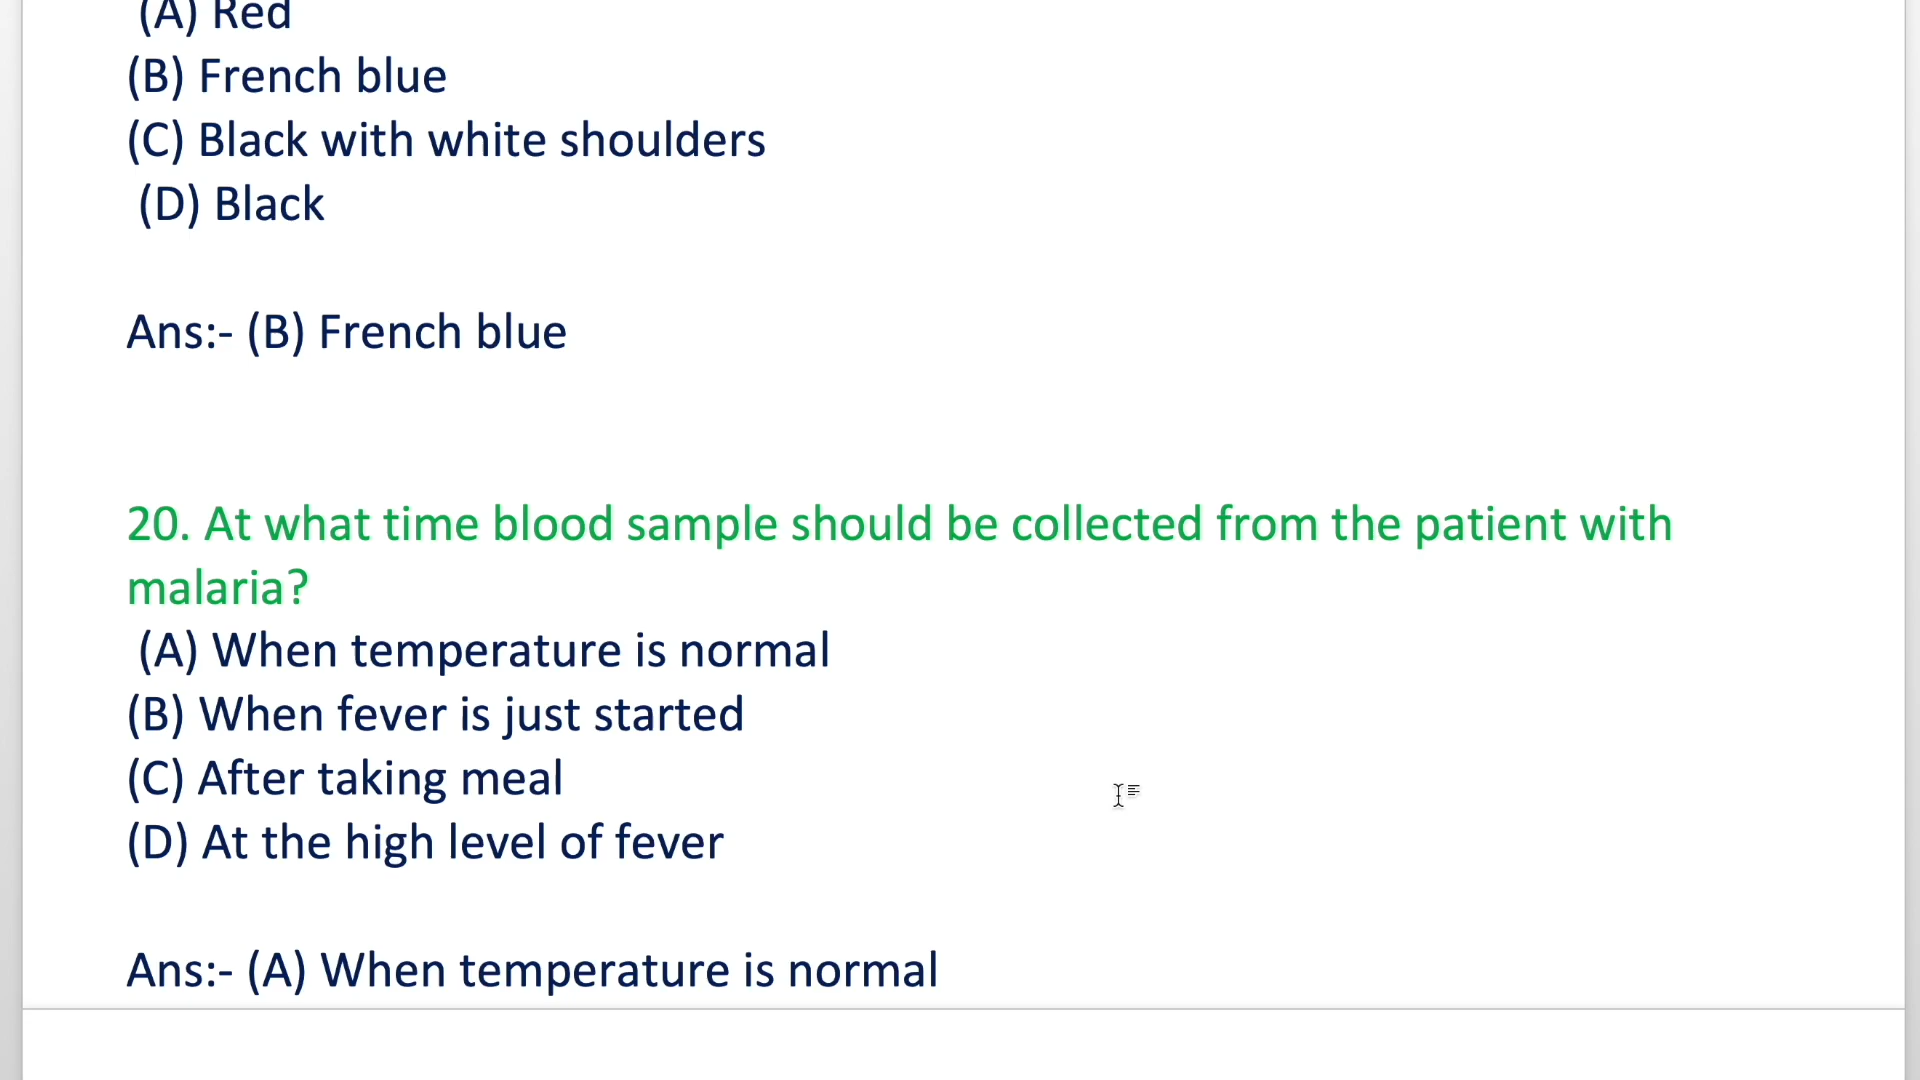 (A) Red
(B) French blue
(C) Black with white shoulders
(D) Black
Ans:- (B) French blue
20. At what time blood sample should be collected from the patient with
malaria?
(A) When temperature is normal
(B) When fever is just started
(C) After taking meal
(D) At the high level of fever
Ans:- (A) When temperature is normal